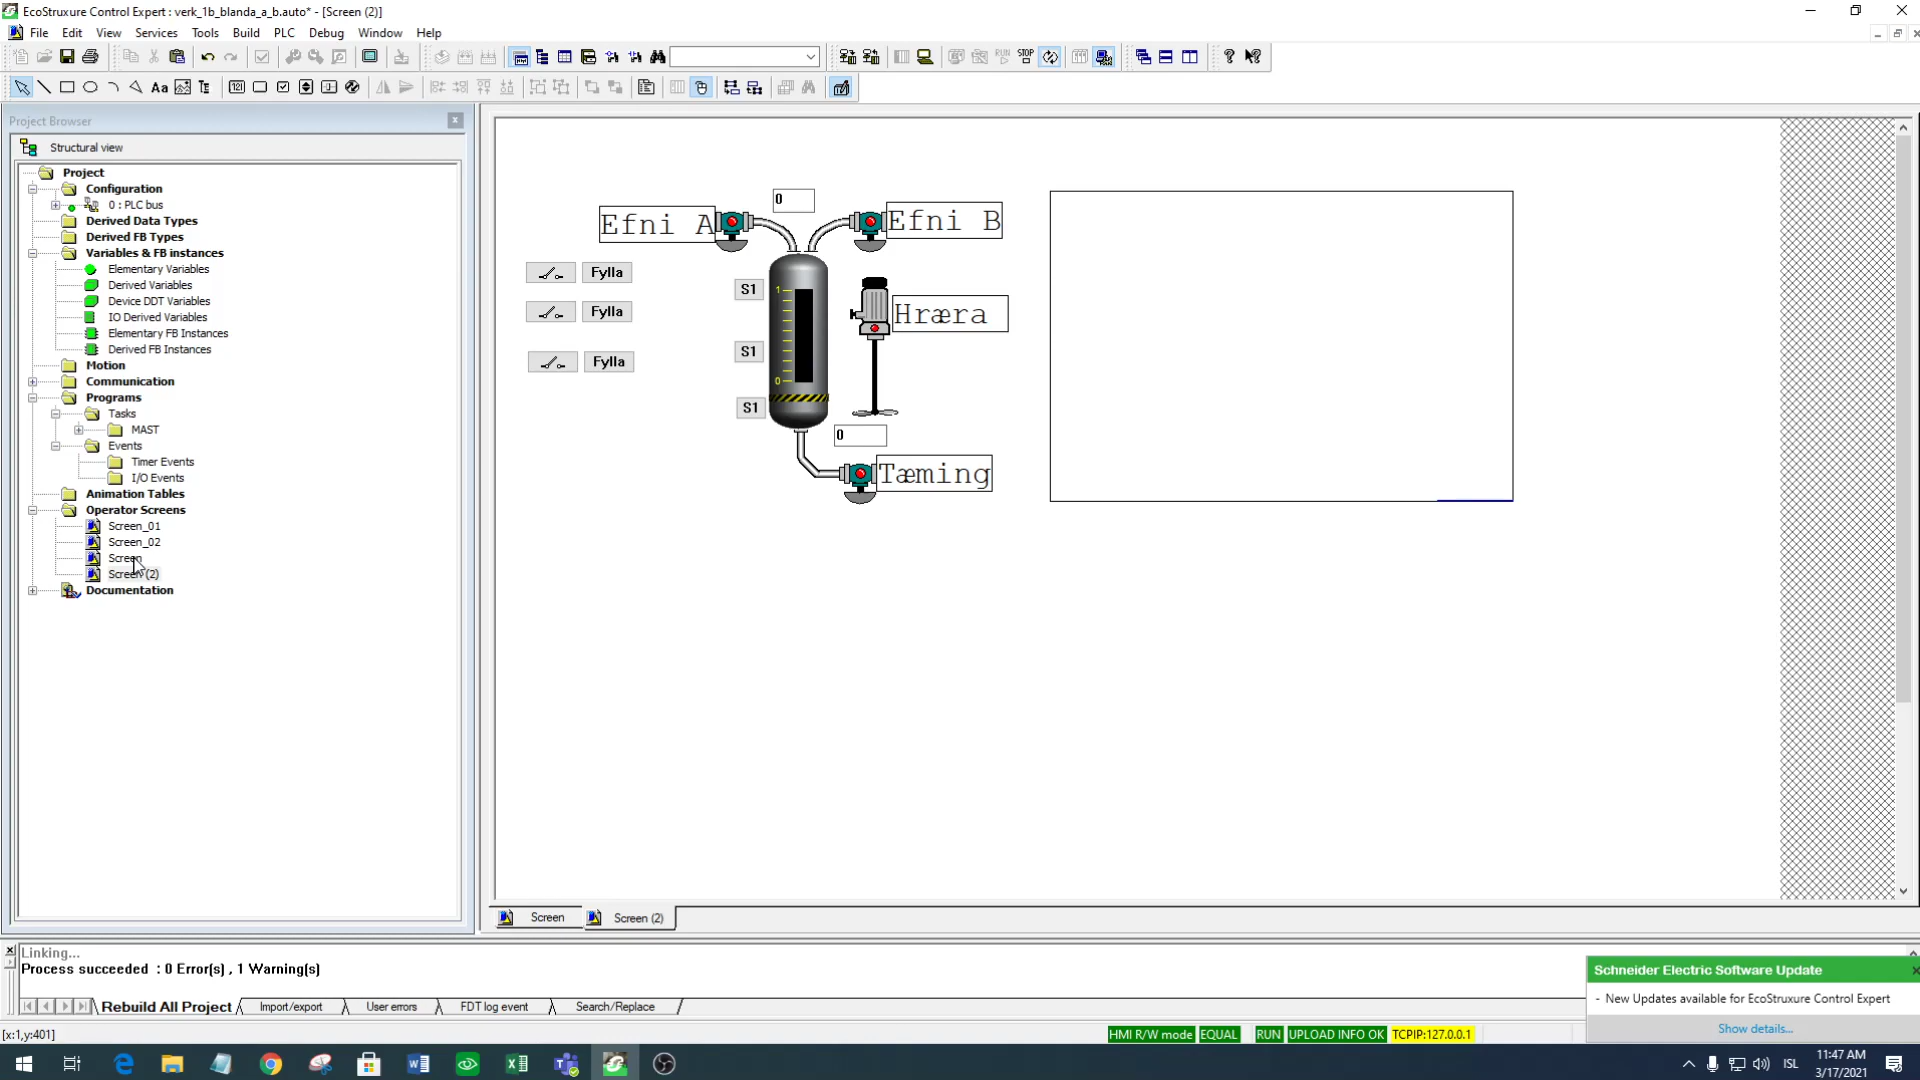 EcoStruxure Control Expert : verk_1b_blanda_a_b.auto* - [Screen (2)]
File Edit View Services Tools Build PLC Debug Window Help
Project Browser
Structural view
Project
Configuration
0 : PLC bus
Derived Data Types
Derived FB Types
Variables & FB instances
Elementary Variables
Derived Variables
Device DDT Variables
IO Derived Variables
Elementary FB Instances
Derived FB Instances
Motion
Communication
Programs
Tasks
MAST
Events
Timer Events
I/O Events
Animation Tables
Operator Screens
Screen_01
Screen_02
Screen
Screen (2)
Documentation
0
Efni A
Efni B
Fylla
S1
1
Fylla
Hræra
S1
Fylla
0
S1
0
Tæming
Screen Screen (2)
Linking...
Process succeeded : 0 Error(s) , 1 Warning(s)
Rebuild All Project Import/export User errors FDT log event Search/Replace
Schneider Electric Software Update
- New Updates available for EcoStruxure Control Expert
Show details...
[x:1,y:401]
HMI R/W mode EQUAL RUN UPLOAD INFO OK TCPIP:127.0.0.1
ISL
11:47 AM
3/17/2021